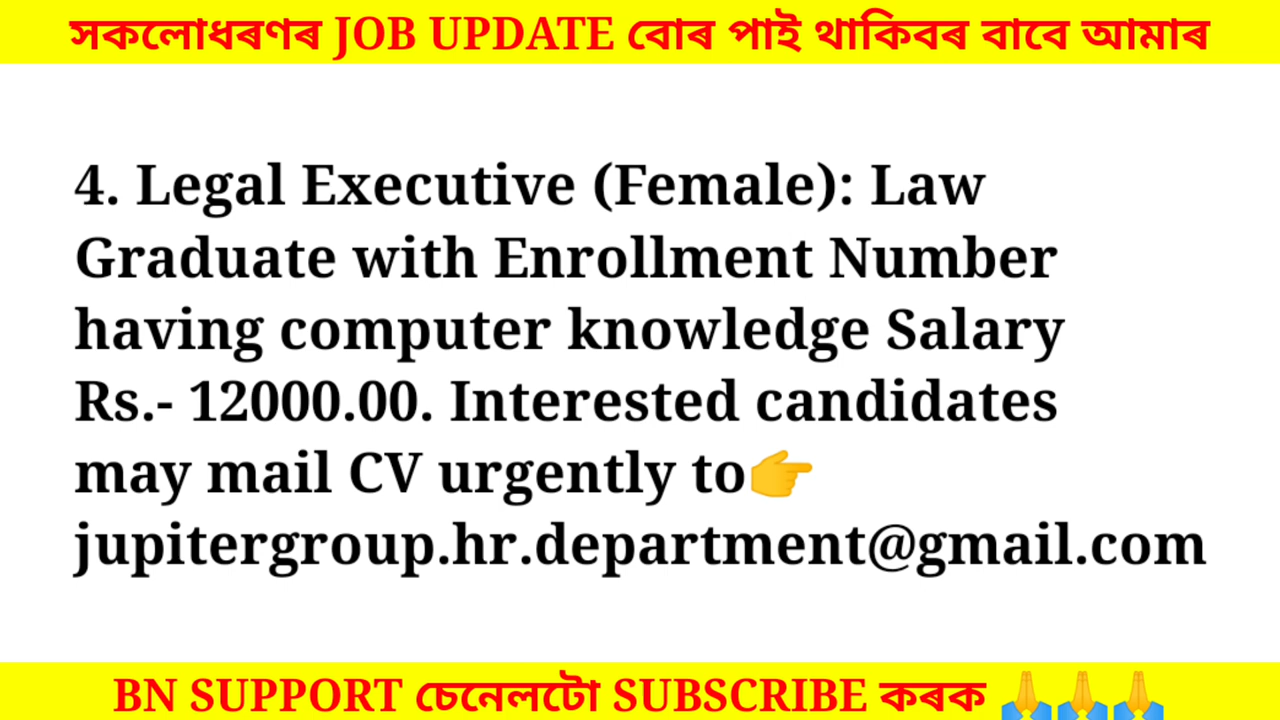 সকলোধৰণৰ JOB UPDATE বোৰ পাই থাকিবৰ বাবে আমাৰ
4. Legal Executive (Female): Law
Graduate with Enrollment Number
having computer knowledge Salary
Rs.- 12000.00. Interested candidates
may mail CV urgently to👉
jupitergroup.hr.department@gmail.com
BN SUPPORT চেনেলটো SUBSCRIBE কৰক 🙏🙏🙏